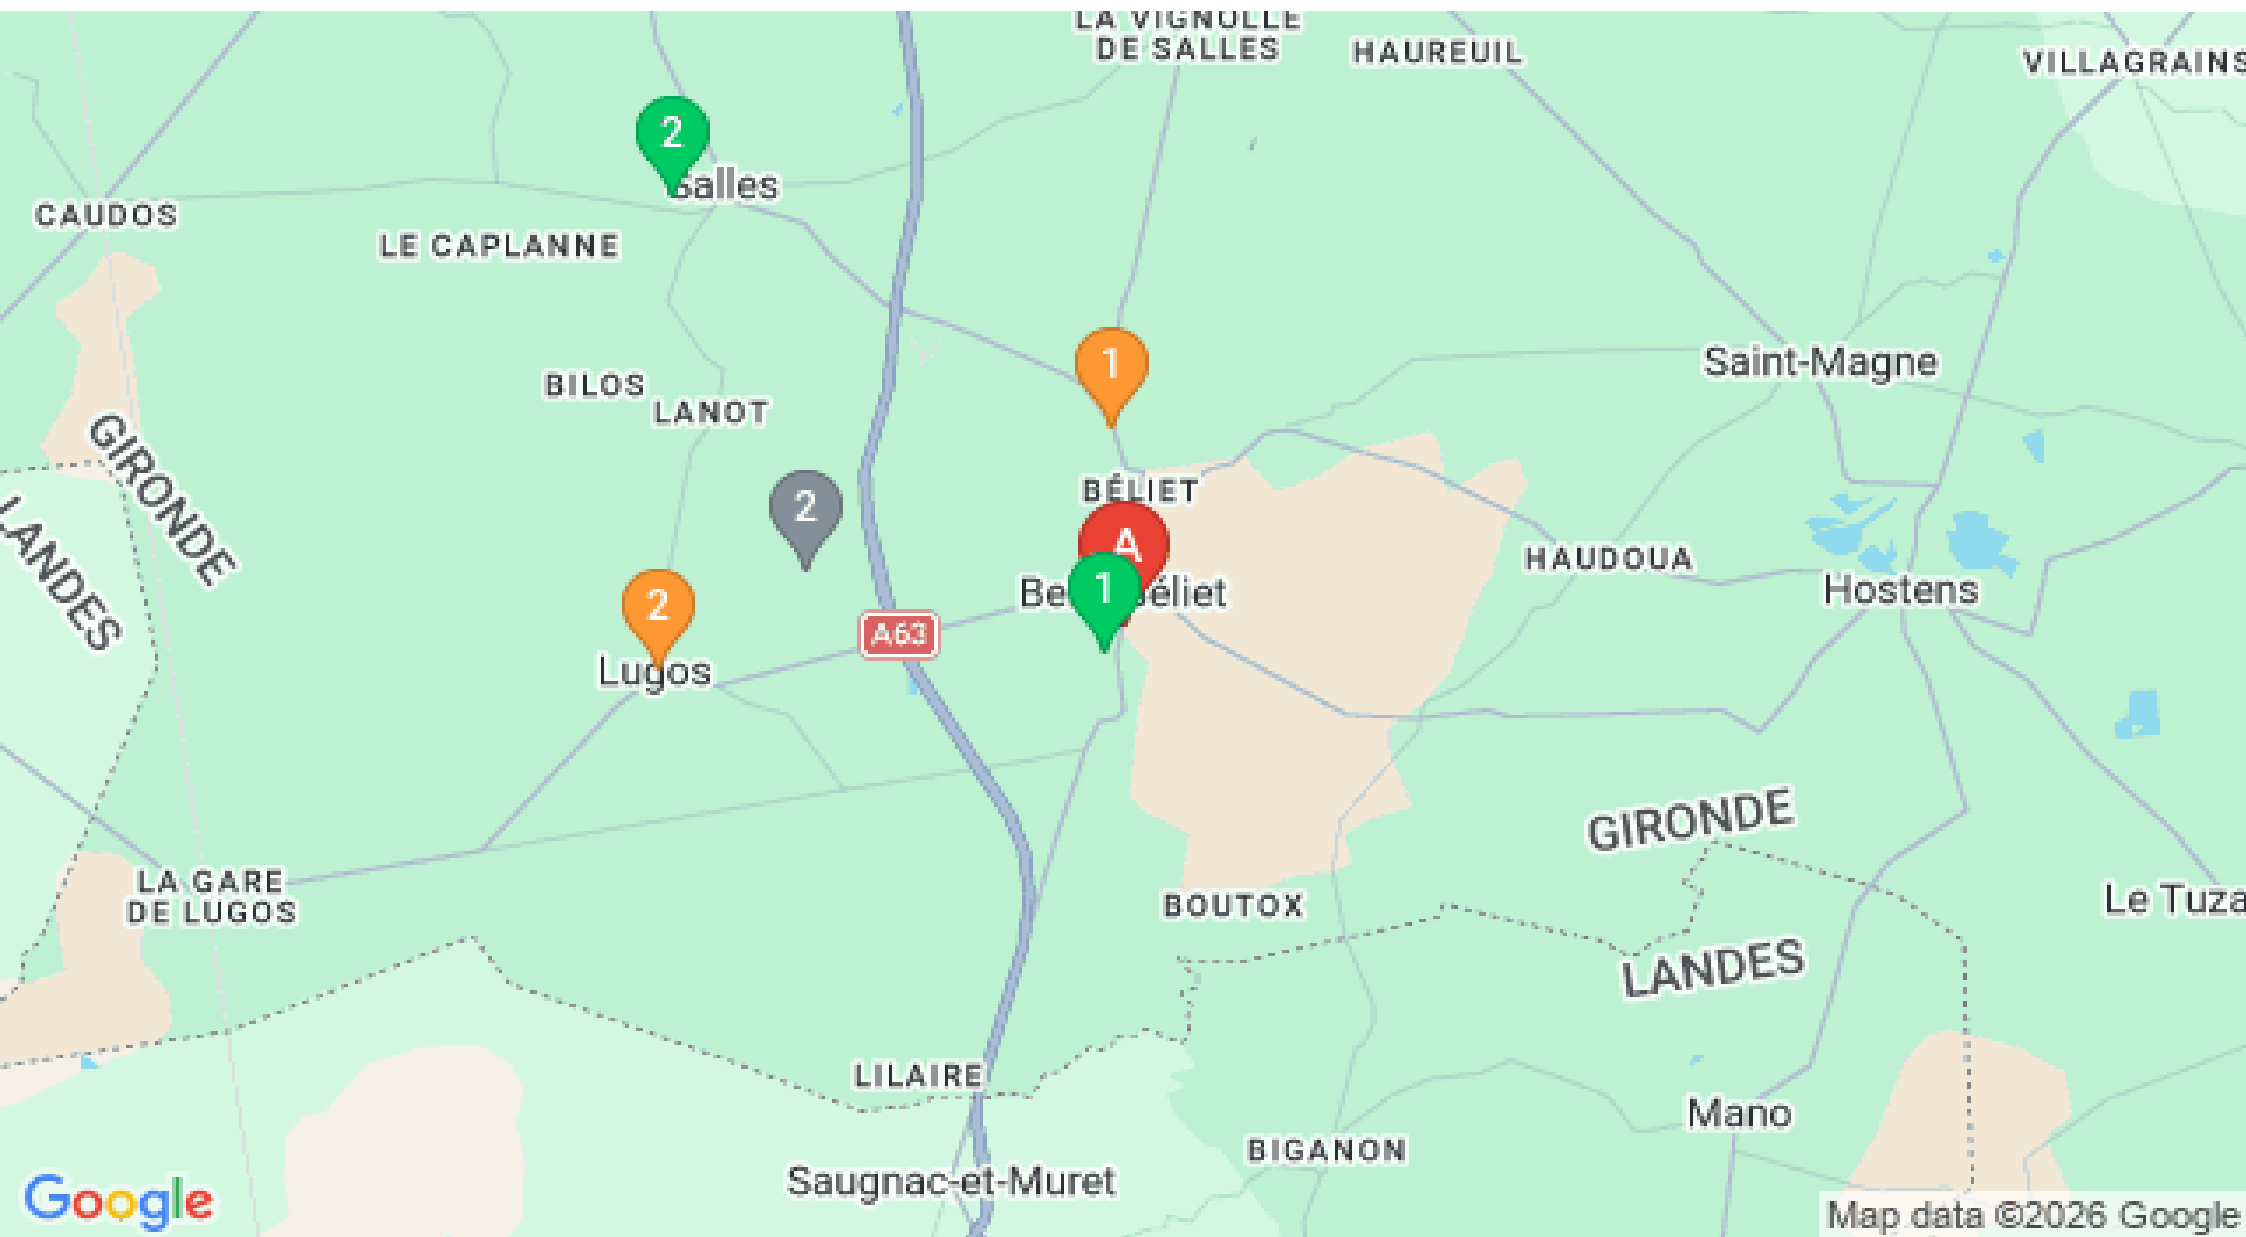 LA VIGNOLLE
DE SALLES
HAUREUIL
VILLAGRAINS
2
Salles
CAUDOS
LE CAPLANNE
1
Saint-Magne
BILOS
LANOT
GIRONDE
LANDES
BÉLIET
2
A
HAUDOUA
1
Hostens
2
A63
Lugos
GIRONDE
LA GARE
DE LUGOS
BOUTOX
Le Tuza
LANDES
LILAIRE
Mano
BIGANON
Saugnac-et-Muret
Google
Map data ©2026 Google